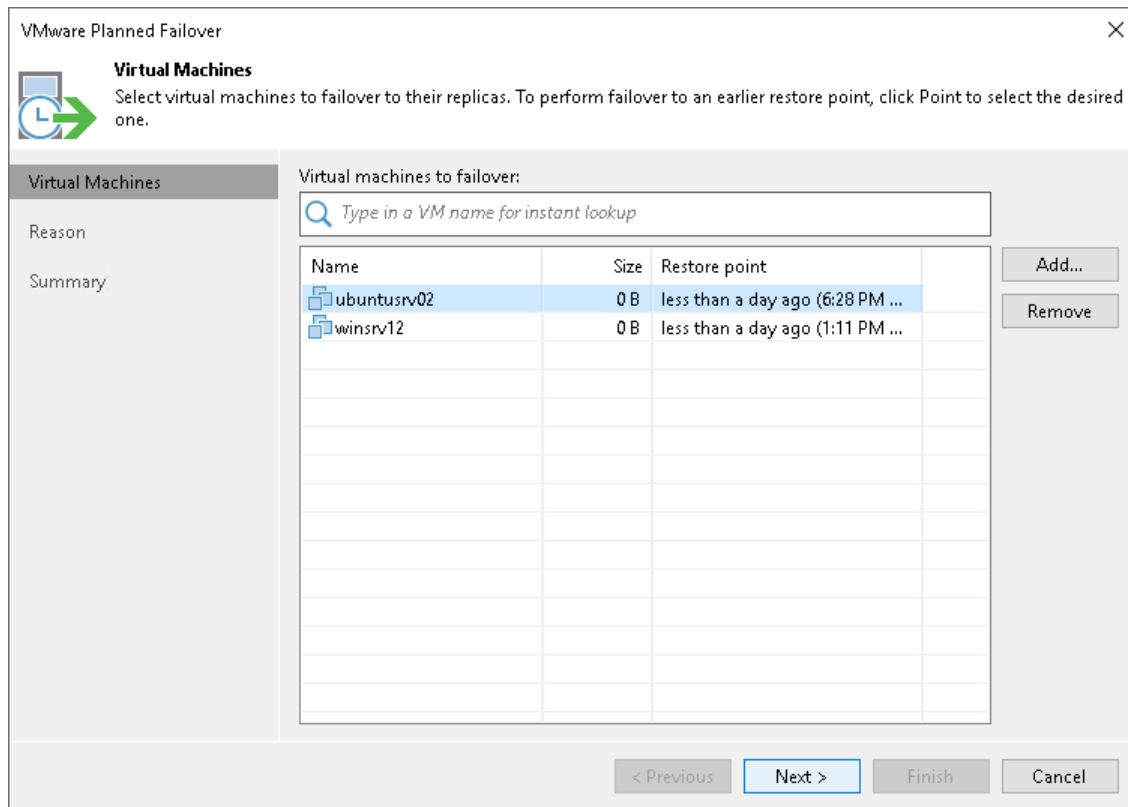 VMware Planned Failover
Virtual Machines
Select virtual machines to failover to their replicas. To perform failover to an earlier restore point, click Point to select the desired
one.
Virtual Machines
Reason
Summary
Virtual machines to failover:
Type in a VM name for instant lookup
Name Size Restore point
ubuntusrv02 0 B less than a day ago (6:28 PM ...
winsrv12 0 B less than a day ago (1:11 PM ...
Add...
Remove
< Previous Next > Finish Cancel